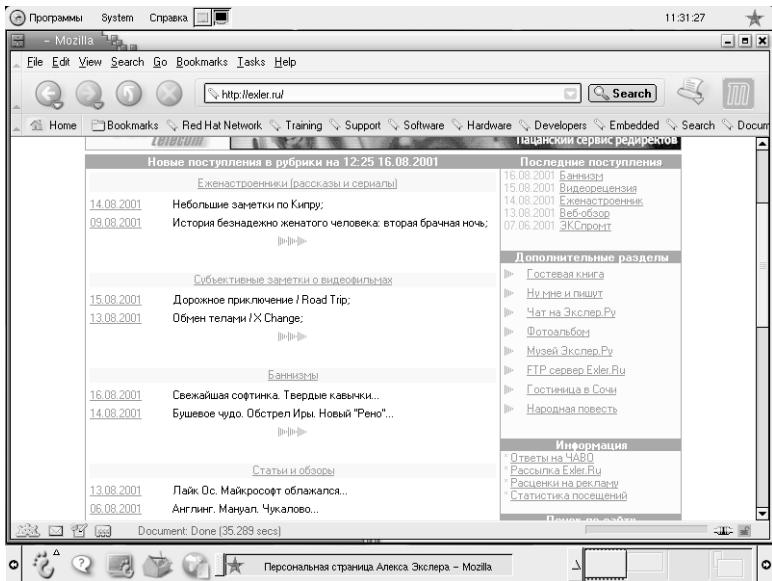 Программы System Справка 11:31:27
– Mozilla
File Edit View Search Go Bookmarks Tasks Help
http://exler.ru/ Search
Home Bookmarks Red Hat Network Training Support Software Hardware Developers Embedded Search Docum
telecom Пацанский сервис редиректов
Новые поступления в рубрики на 12:25 16.08.2001
Еженастроенники (рассказы и сериалы)
14.08.2001 Небольшие заметки по Кипру;
09.08.2001 История безнадежно женатого человека: вторая брачная ночь;
Субъективные заметки о видеофильмах
15.08.2001 Дорожное приключение / Road Trip;
13.08.2001 Обмен телами / X Change;
Баннизмы
16.08.2001 Свежайшая софтинка. Твердые кавычки...
14.08.2001 Бушевое чудо. Обстрел Иры. Новый "Рено"...
Статьи и обзоры
13.08.2001 Лайк Ос. Майкрософт облажался...
06.08.2001 Англинг. Мануал. Чукалово...
Последние поступления
16.08.2001 Баннизм
15.08.2001 Видеорецензия
14.08.2001 Еженастроенник
13.08.2001 Веб-обзор
07.06.2001 ЭКСпромт
Дополнительные разделы
Гостевая книга
Ну мне и пишут
Чат на Экслер.Ру
Фотоальбом
Музей Экслер.Ру
FTP сервер Exler.Ru
Гостиница в Сочи
Народная повесть
Информация
* Ответы на ЧАВО
* Рассылка Exler.Ru
* Расценки на рекламу
* Статистика посещений
Поиск по сайту
Document: Done (35.289 secs)
Персональная страница Алекса Экслера – Mozilla